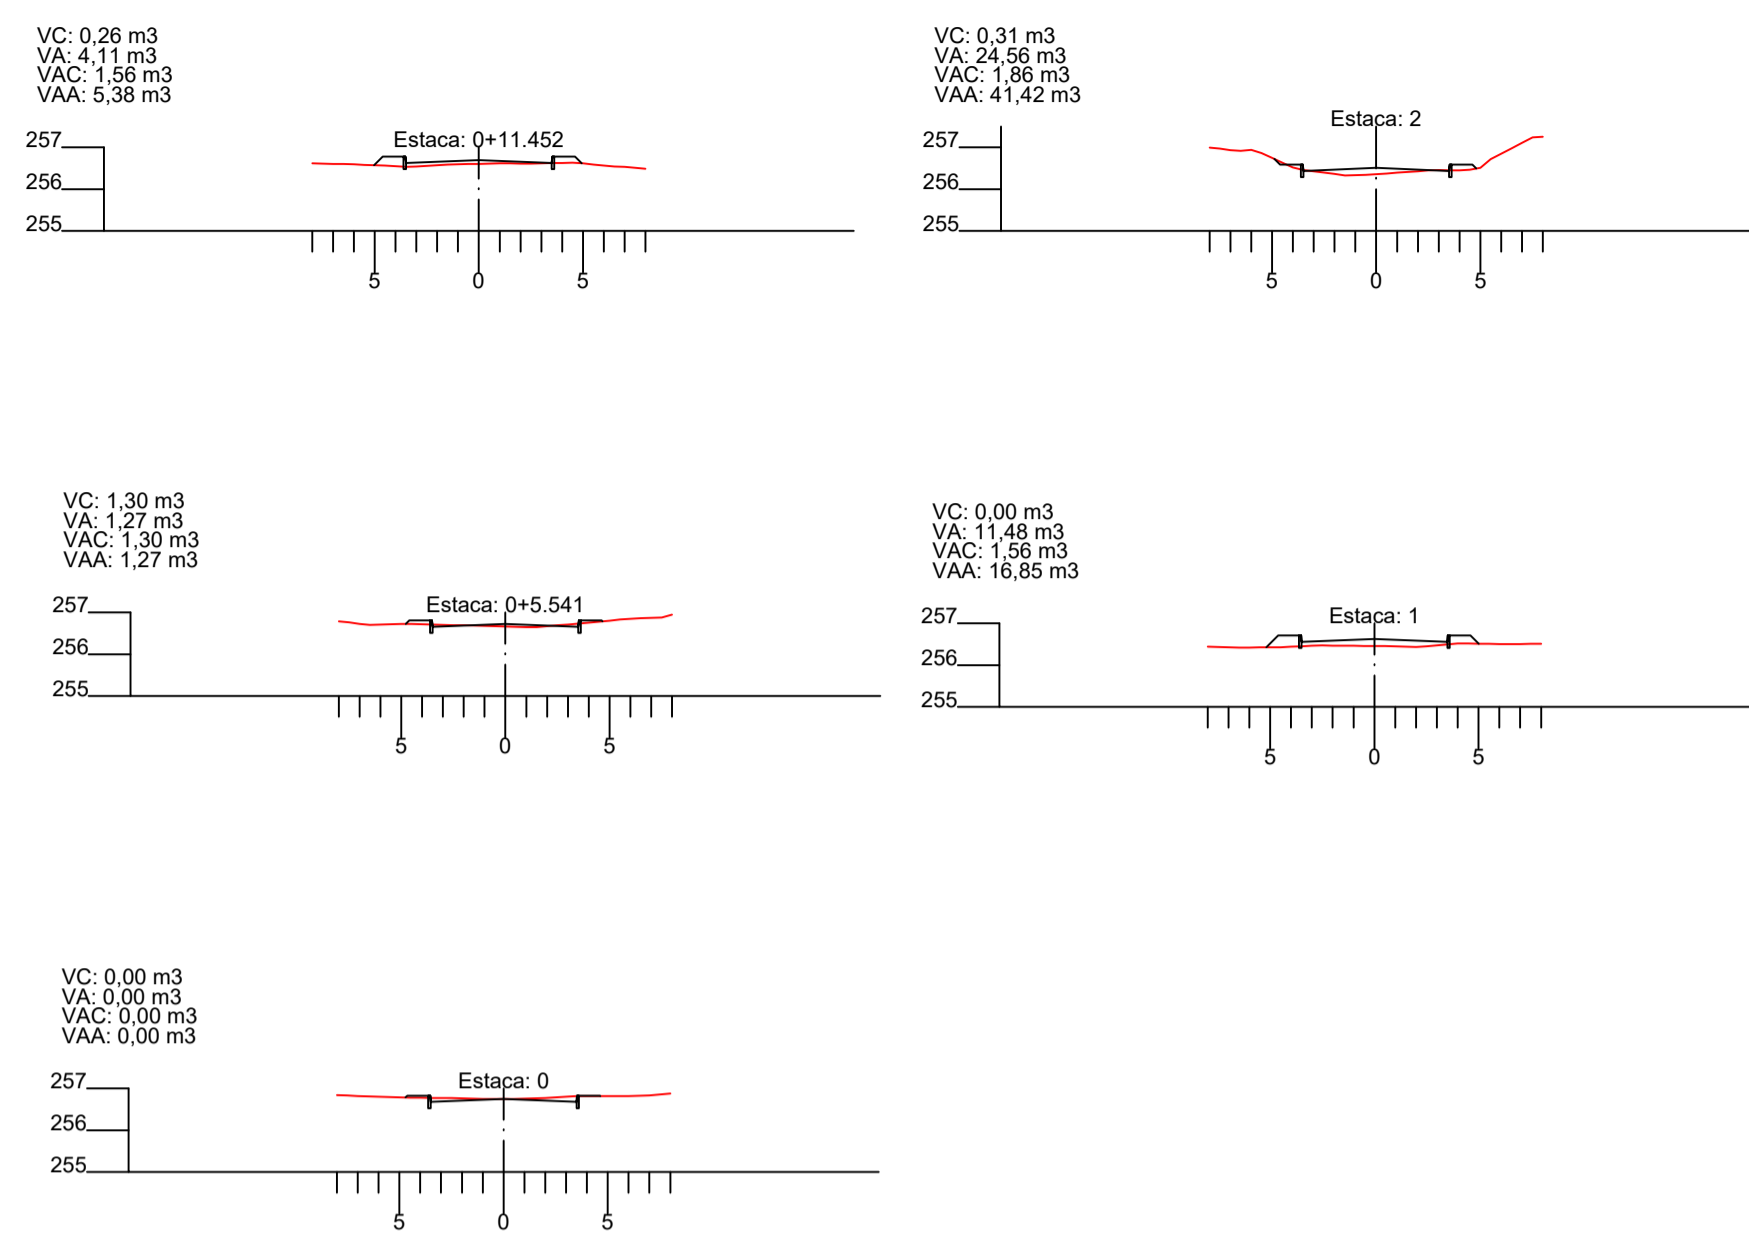 VC: 0,26 m3
VA: 4,11 m3
VAC: 1,56 m3
VAA: 5,38 m3
Estaca: 0+11.452
257
256
255
5 0 5
VC: 0,31 m3
VA: 24,56 m3
VAC: 1,86 m3
VAA: 41,42 m3
Estaca: 2
257
256
255
5 0 5
VC: 1,30 m3
VA: 1,27 m3
VAC: 1,30 m3
VAA: 1,27 m3
Estaca: 0+5.541
257
256
255
5 0 5
VC: 0,00 m3
VA: 11,48 m3
VAC: 1,56 m3
VAA: 16,85 m3
Estaca: 1
257
256
255
5 0 5
VC: 0,00 m3
VA: 0,00 m3
VAC: 0,00 m3
VAA: 0,00 m3
Estaca: 0
257
256
255
5 0 5